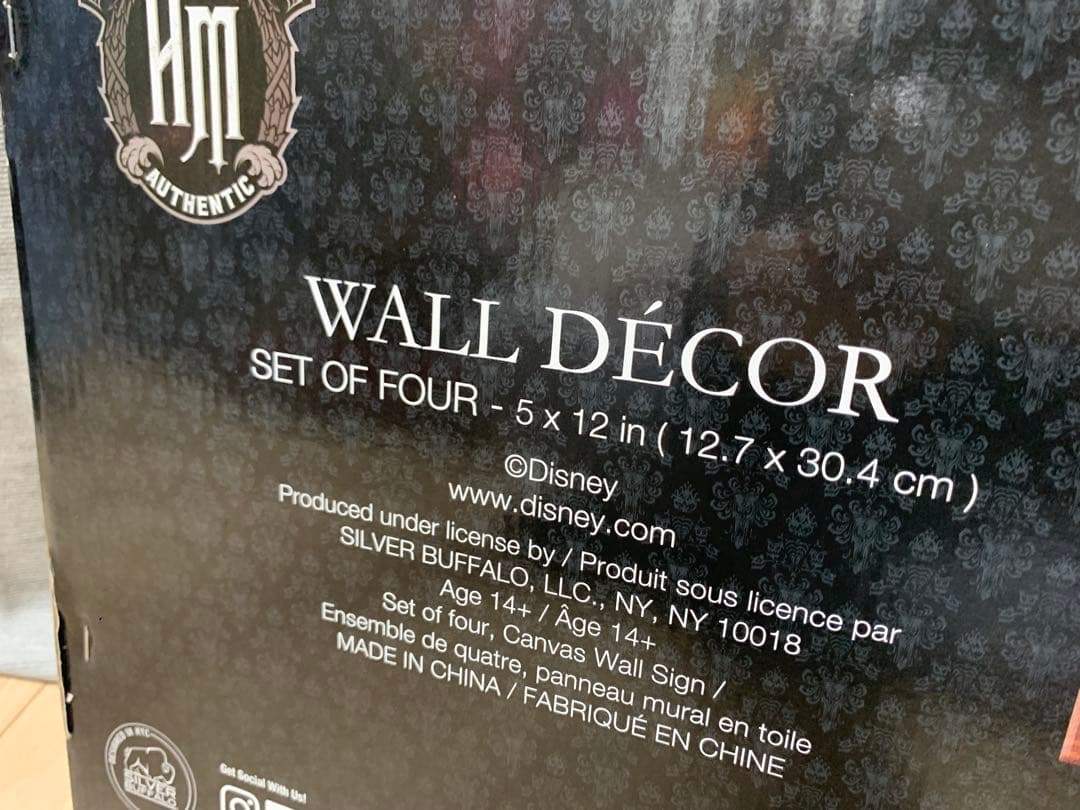 HM
AUTHENTIC
WALL DÉCOR
SET OF FOUR - 5 x 12 in ( 12.7 x 30.4 cm )
©Disney
www.disney.com
Produced under license by / Produit sous licence par
SILVER BUFFALO, LLC., NY, NY 10018
Age 14+ / Âge 14+
Set of four, Canvas Wall Sign /
Ensemble de quatre, panneau mural en toile
MADE IN CHINA / FABRIQUÉ EN CHINE
DESIGNED IN NYC
SILVER
BUFFALO
Get Social With Us!